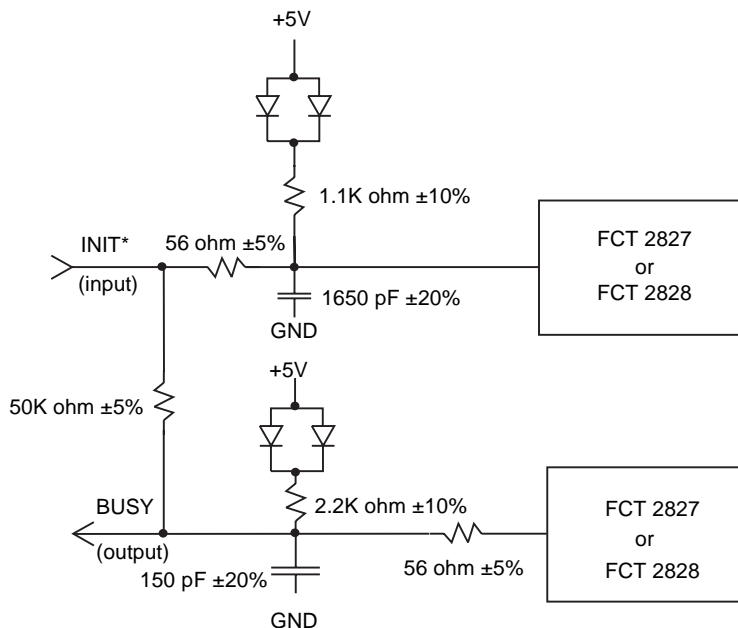 +5V
1.1K ohm ±10%
INIT*
56 ohm ±5%
(input)
1650 pF ±20%
GND
FCT 2827
or
FCT 2828
+5V
50K ohm ±5%
2.2K ohm ±10%
BUSY
(output)
150 pF ±20%
56 ohm ±5%
GND
FCT 2827
or
FCT 2828